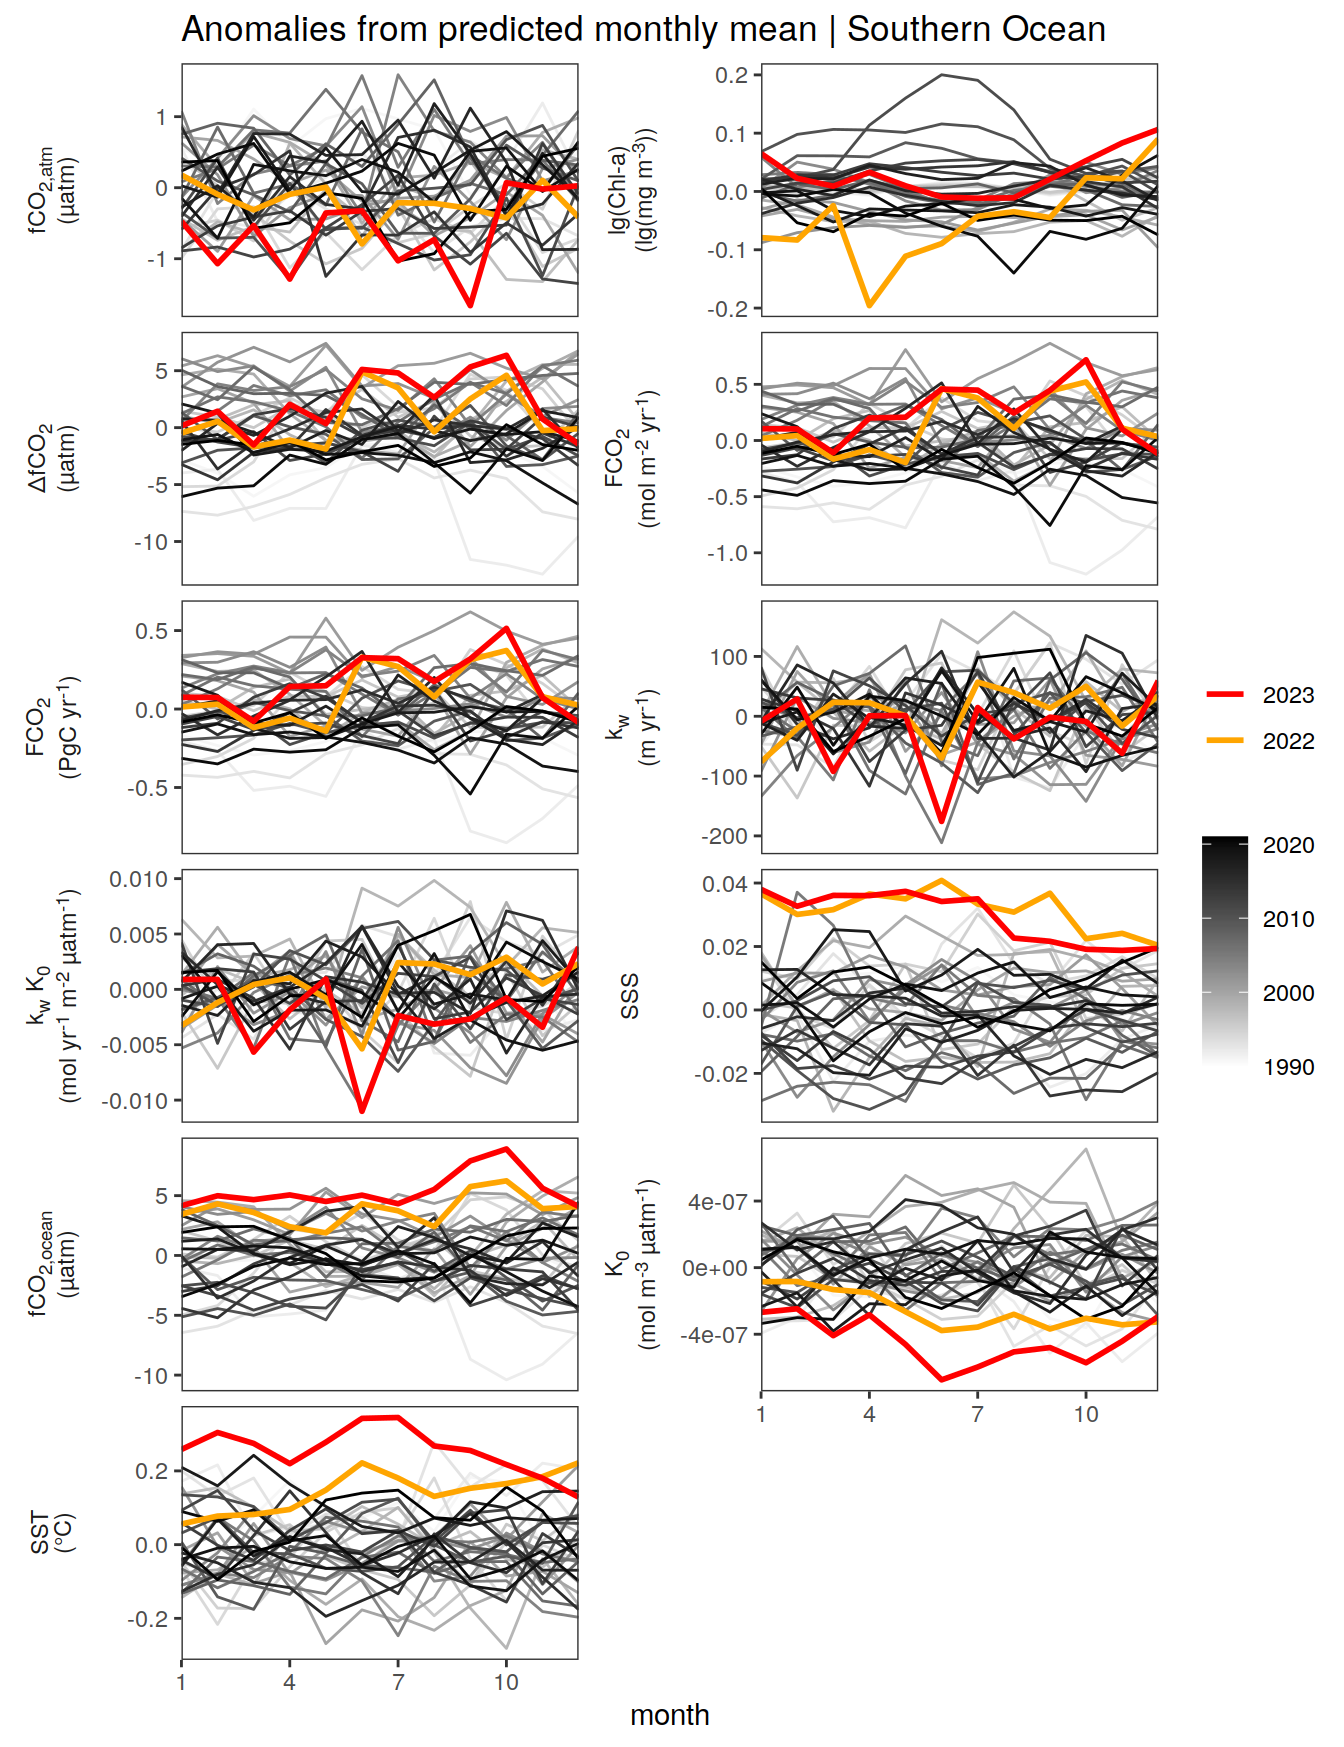 Anomalies from predicted monthly mean | Southern Ocean
fCO2,atm
(µatm)
1
0
-1
lg(Chl-a)
(lg(mg m-3))
0.2
0.1
0.0
-0.1
-0.2
ΔfCO2
(µatm)
5
0
-5
-10
FCO2
(mol m-2 yr-1)
0.5
0.0
-0.5
-1.0
FCO2
(PgC yr-1)
0.5
0.0
-0.5
kw
(m yr-1)
100
0
-100
-200
kw K0
(mol yr-1 m-2 µatm-1)
0.010
0.005
0.000
-0.005
-0.010
SSS
0.04
0.02
0.00
-0.02
fCO2,ocean
(µatm)
5
0
-5
-10
K0
(mol m-3 µatm-1)
4e-07
0e+00
-4e-07
1 4 7 10
SST
(°C)
0.2
0.0
-0.2
1 4 7 10
month
2023
2022
2020
2010
2000
1990